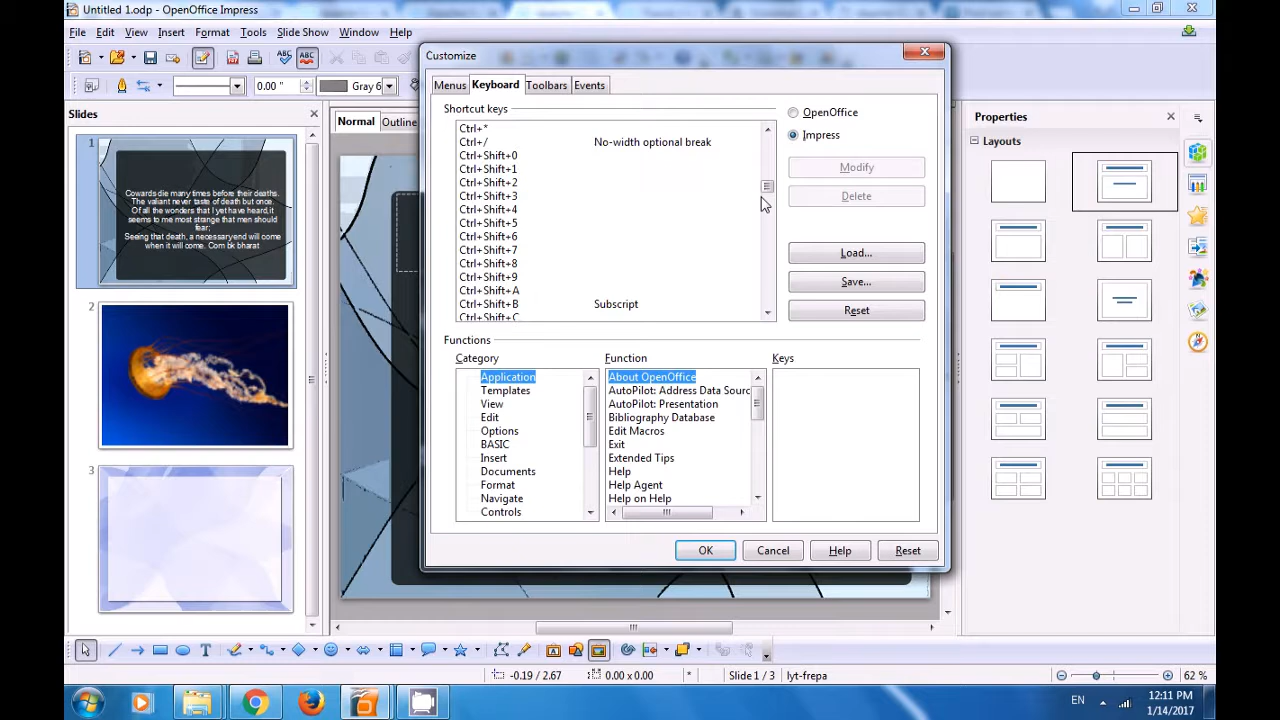 Untitled 1.odp - OpenOffice Impress
File Edit View Insert Format Tools Slide Show Window Help
0.00 "
Gray 6
Slides
1
Cowards die many times before their deaths.
The valiant never taste of death but once.
Of all the wonders that I yet have heard,it
seems to me most strange that men should
fear;
Seeing that death, a necessaryend will come
when it will come. Com bk bharat
2
3
Normal
Outline
Customize
Menus
Keyboard
Toolbars
Events
Shortcut keys
Ctrl+*
Ctrl+/ No-width optional break
Ctrl+Shift+0
Ctrl+Shift+1
Ctrl+Shift+2
Ctrl+Shift+3
Ctrl+Shift+4
Ctrl+Shift+5
Ctrl+Shift+6
Ctrl+Shift+7
Ctrl+Shift+8
Ctrl+Shift+9
Ctrl+Shift+A
Ctrl+Shift+B Subscript
Ctrl+Shift+C
OpenOffice
Impress
Modify
Delete
Load...
Save...
Reset
Functions
Category
Application
Templates
View
Edit
Options
BASIC
Insert
Documents
Format
Navigate
Controls
Function
About OpenOffice
AutoPilot: Address Data Sourc
AutoPilot: Presentation
Bibliography Database
Edit Macros
Exit
Extended Tips
Help
Help Agent
Help on Help
Keys
OK
Cancel
Help
Reset
Properties
Layouts
-0.19 / 2.67
0.00 x 0.00
*
Slide 1 / 3
lyt-frepa
62 %
EN
12:11 PM
1/14/2017